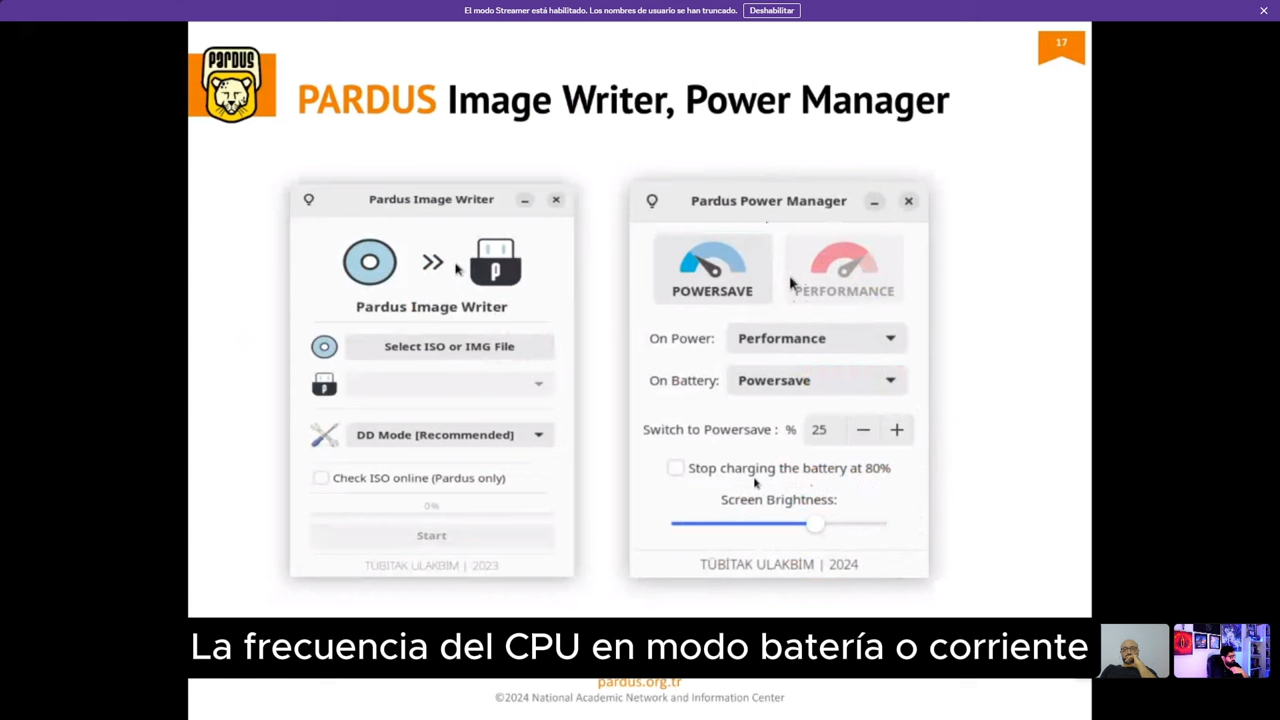 El modo Streamer está habilitado. Los nombres de usuario se han truncado. Deshabilitar
PARDUS
17
PARDUS Image Writer, Power Manager
Pardus Image Writer
p
Pardus Image Writer
Select ISO or IMG File
p
DD Mode [Recommended]
Check ISO online (Pardus only)
0%
Start
TÜBİTAK ULAKBİM | 2023
Pardus Power Manager
POWERSAVE PERFORMANCE
On Power: Performance
On Battery: Powersave
Switch to Powersave : % 25 − +
Stop charging the battery at 80%
Screen Brightness:
TÜBİTAK ULAKBİM | 2024
La frecuencia del CPU en modo batería o corriente
pardus.org.tr
©2024 National Academic Network and Information Center